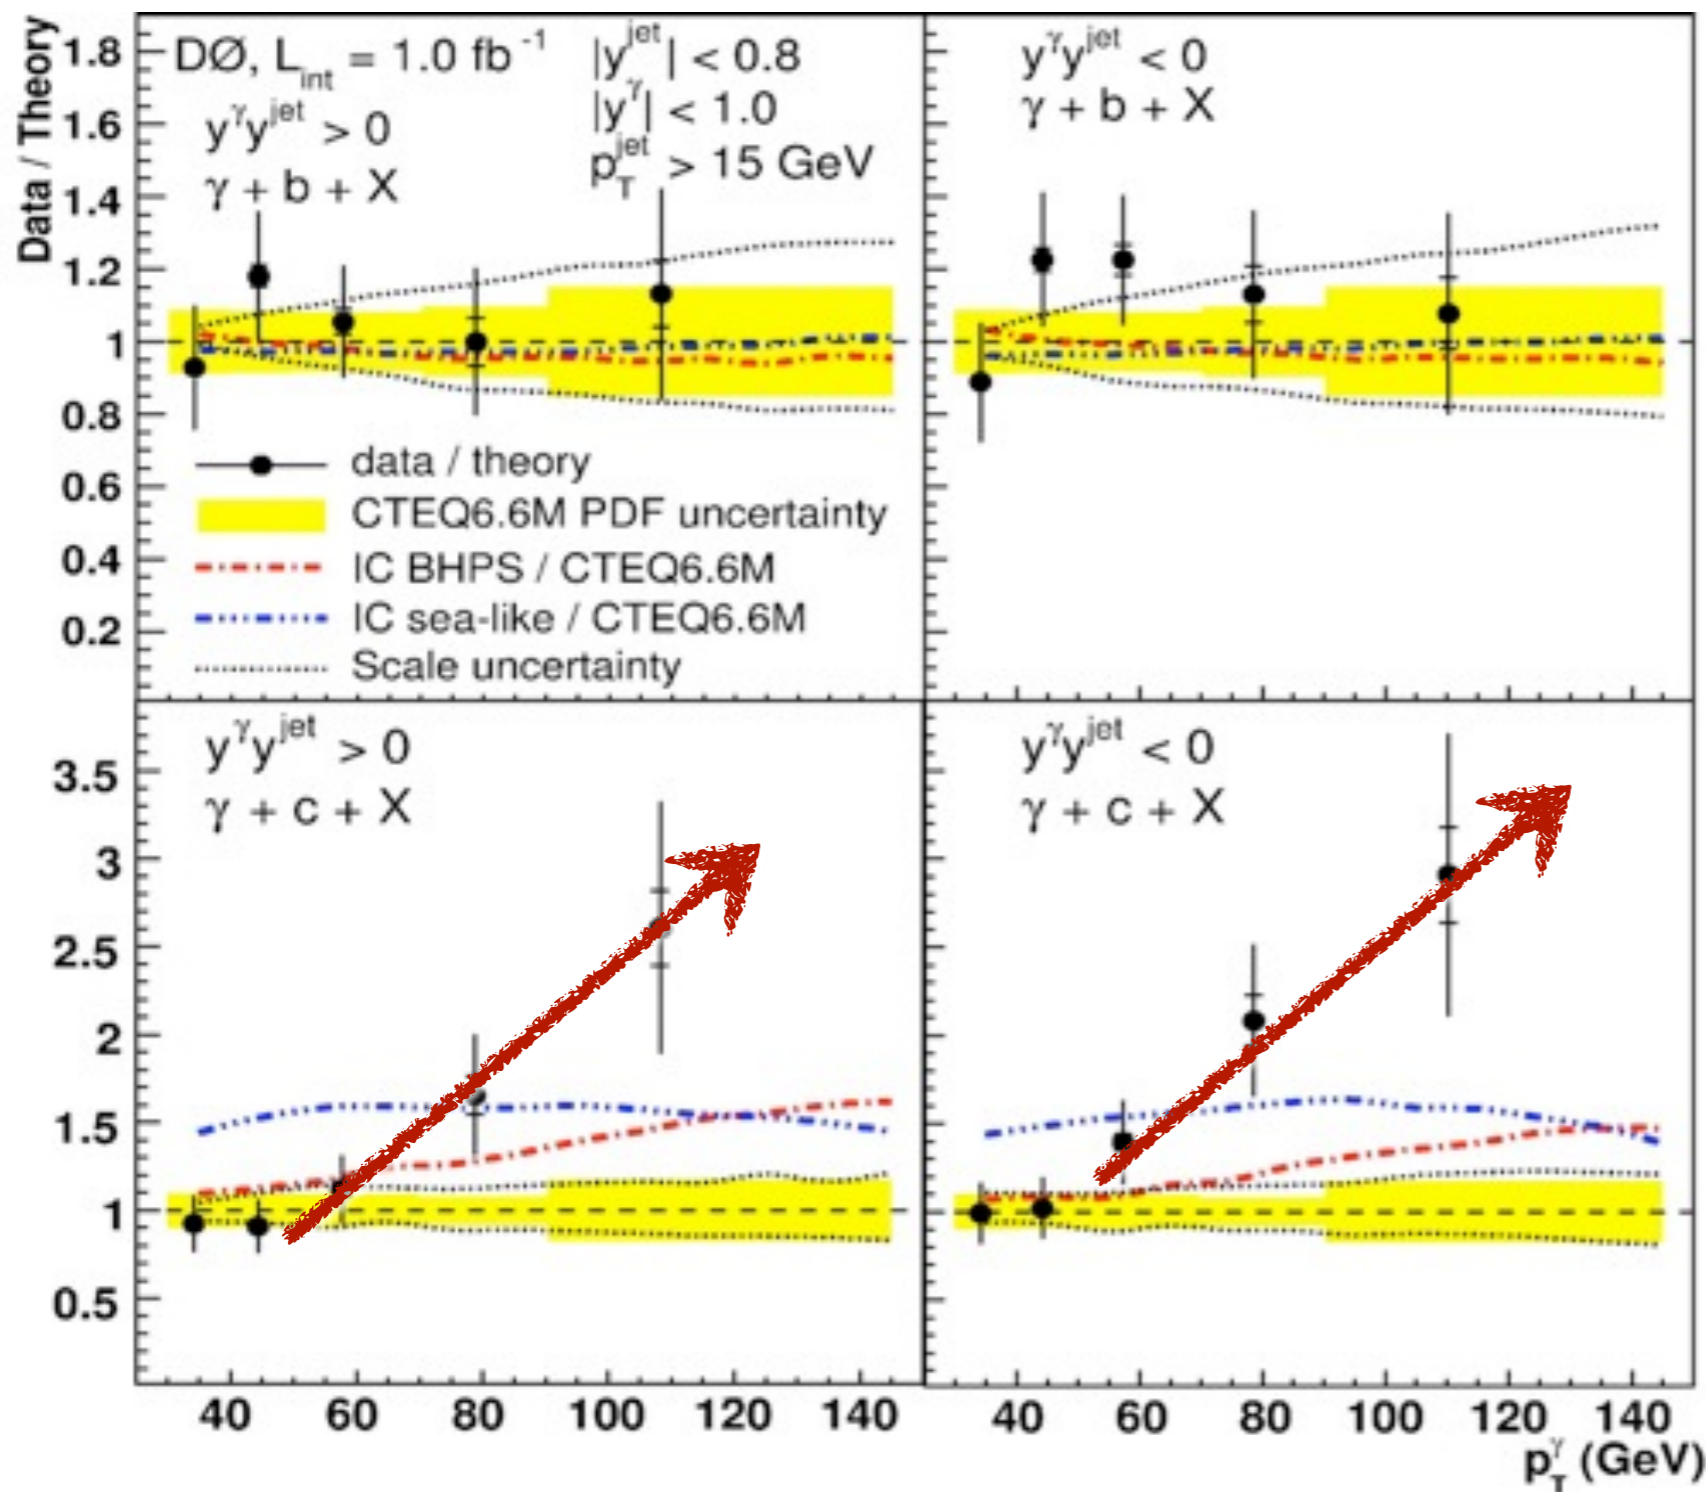 Data / Theory
DØ, L_int = 1.0 fb^-1
y^γ y^jet > 0
γ + b + X
|y^jet| < 0.8
|y^γ| < 1.0
p_T^jet > 15 GeV
1.8
1.6
1.4
1.2
1
0.8
0.6
0.4
0.2
data / theory
CTEQ6.6M PDF uncertainty
IC BHPS / CTEQ6.6M
IC sea-like / CTEQ6.6M
Scale uncertainty
y^γ y^jet < 0
γ + b + X
y^γ y^jet > 0
γ + c + X
3.5
3
2.5
2
1.5
1
0.5
40 60 80 100 120 140
y^γ y^jet < 0
γ + c + X
40 60 80 100 120 140
p_T^γ (GeV)